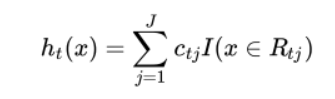 h_t(x) = \sum_{j=1}^{J} c_{tj} I(x \in R_{tj})